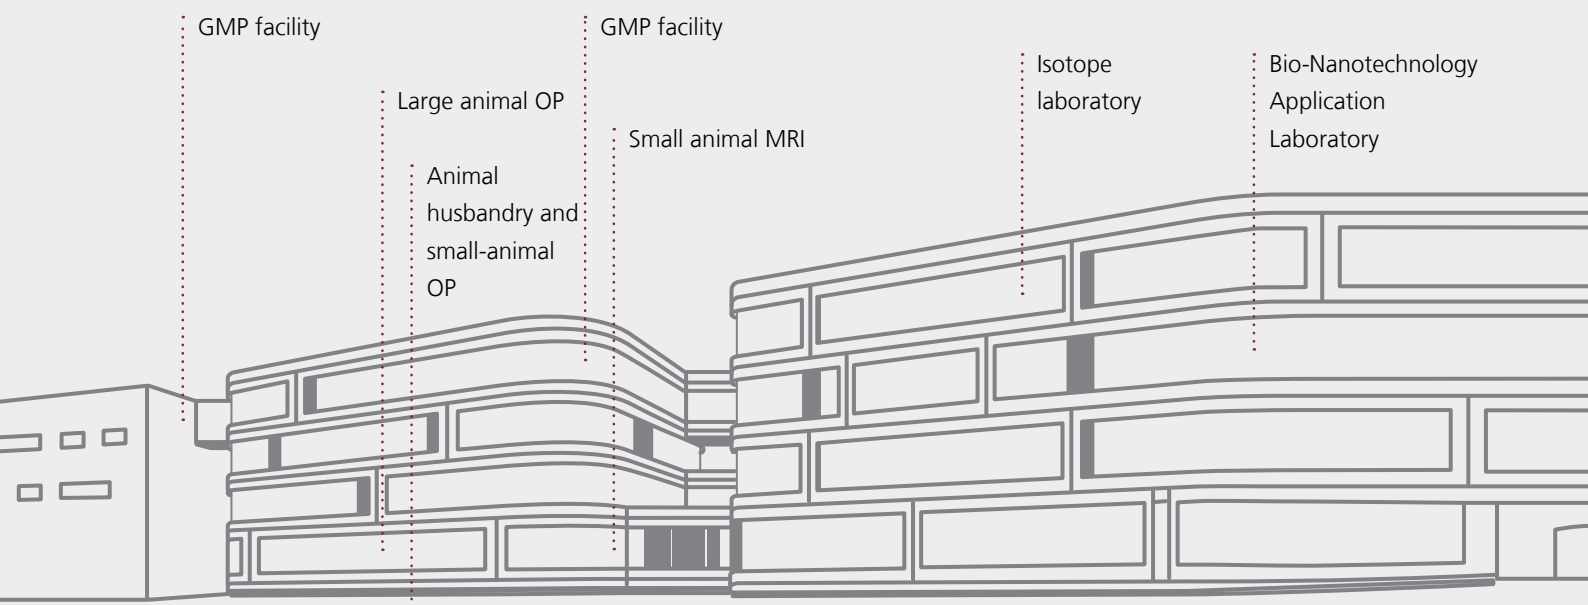 GMP facility
Large animal OP
Animal
husbandry and
small-animal
OP
GMP facility
Small animal MRI
Isotope
laboratory
Bio-Nanotechnology
Application
Laboratory